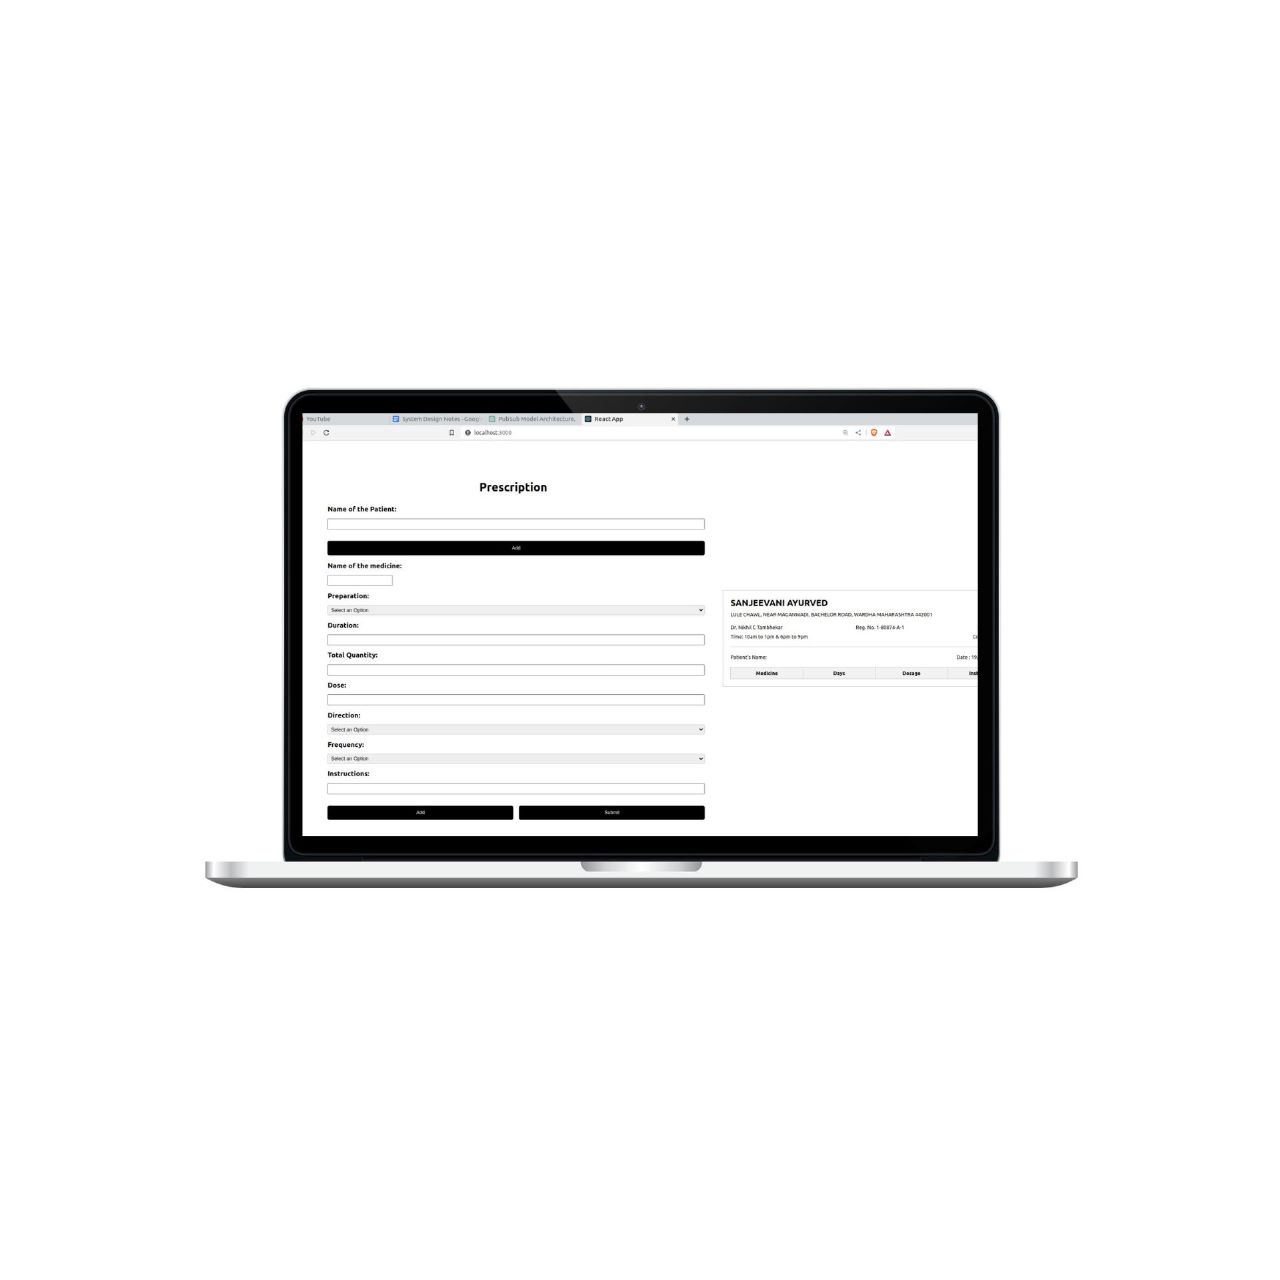 YouTube
System Design Notes - Goog
PubSub Model Architecture.
React App
localhost:3000
Prescription
Name of the Patient:
Add
Name of the medicine:
Preparation:
Select an Option
Duration:
Total Quantity:
Dose:
Direction:
Select an Option
Frequency:
Select an Option
Instructions:
Add Submit
SANJEEVANI AYURVED
LULE CHAWL, NEAR MAGANWADI, BACHELOR ROAD, WARDHA MAHARASHTRA 442001
Dr. Nikhil C Tambhekar Reg. No. 1-80874-A-1
Time: 10am to 1pm & 6pm to 9pm
Patient's Name: Date : 19
Medicine Days Dosage Inst